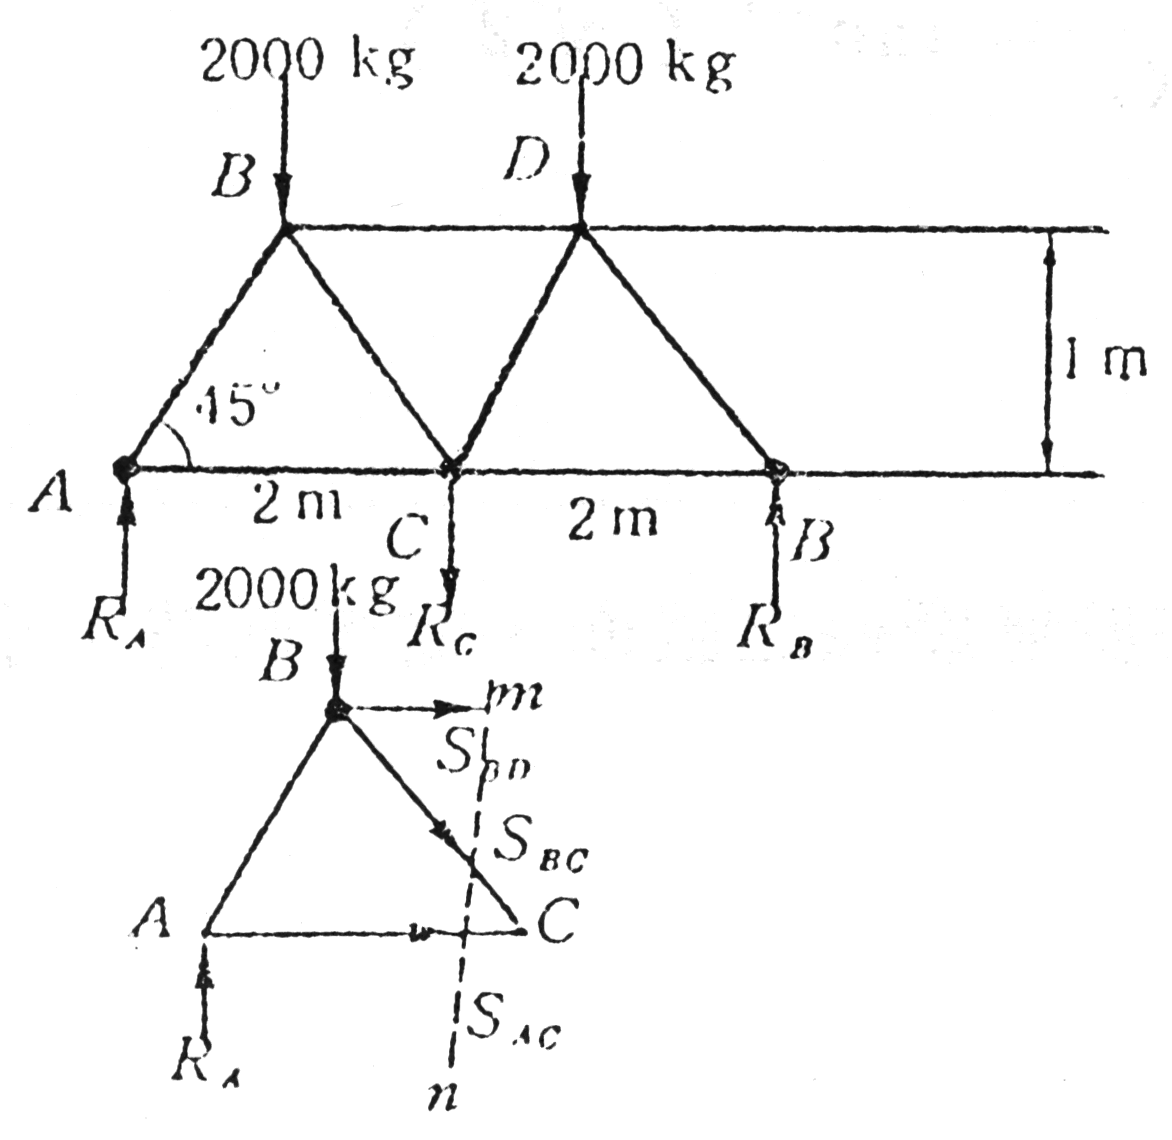 2000 kg 2000 kg
B D
45°
1 m
A 2 m C 2 m B
R_A R_C R_B
2000 kg
B m
S_BD
S_BC
A C
S_AC
R_A
n